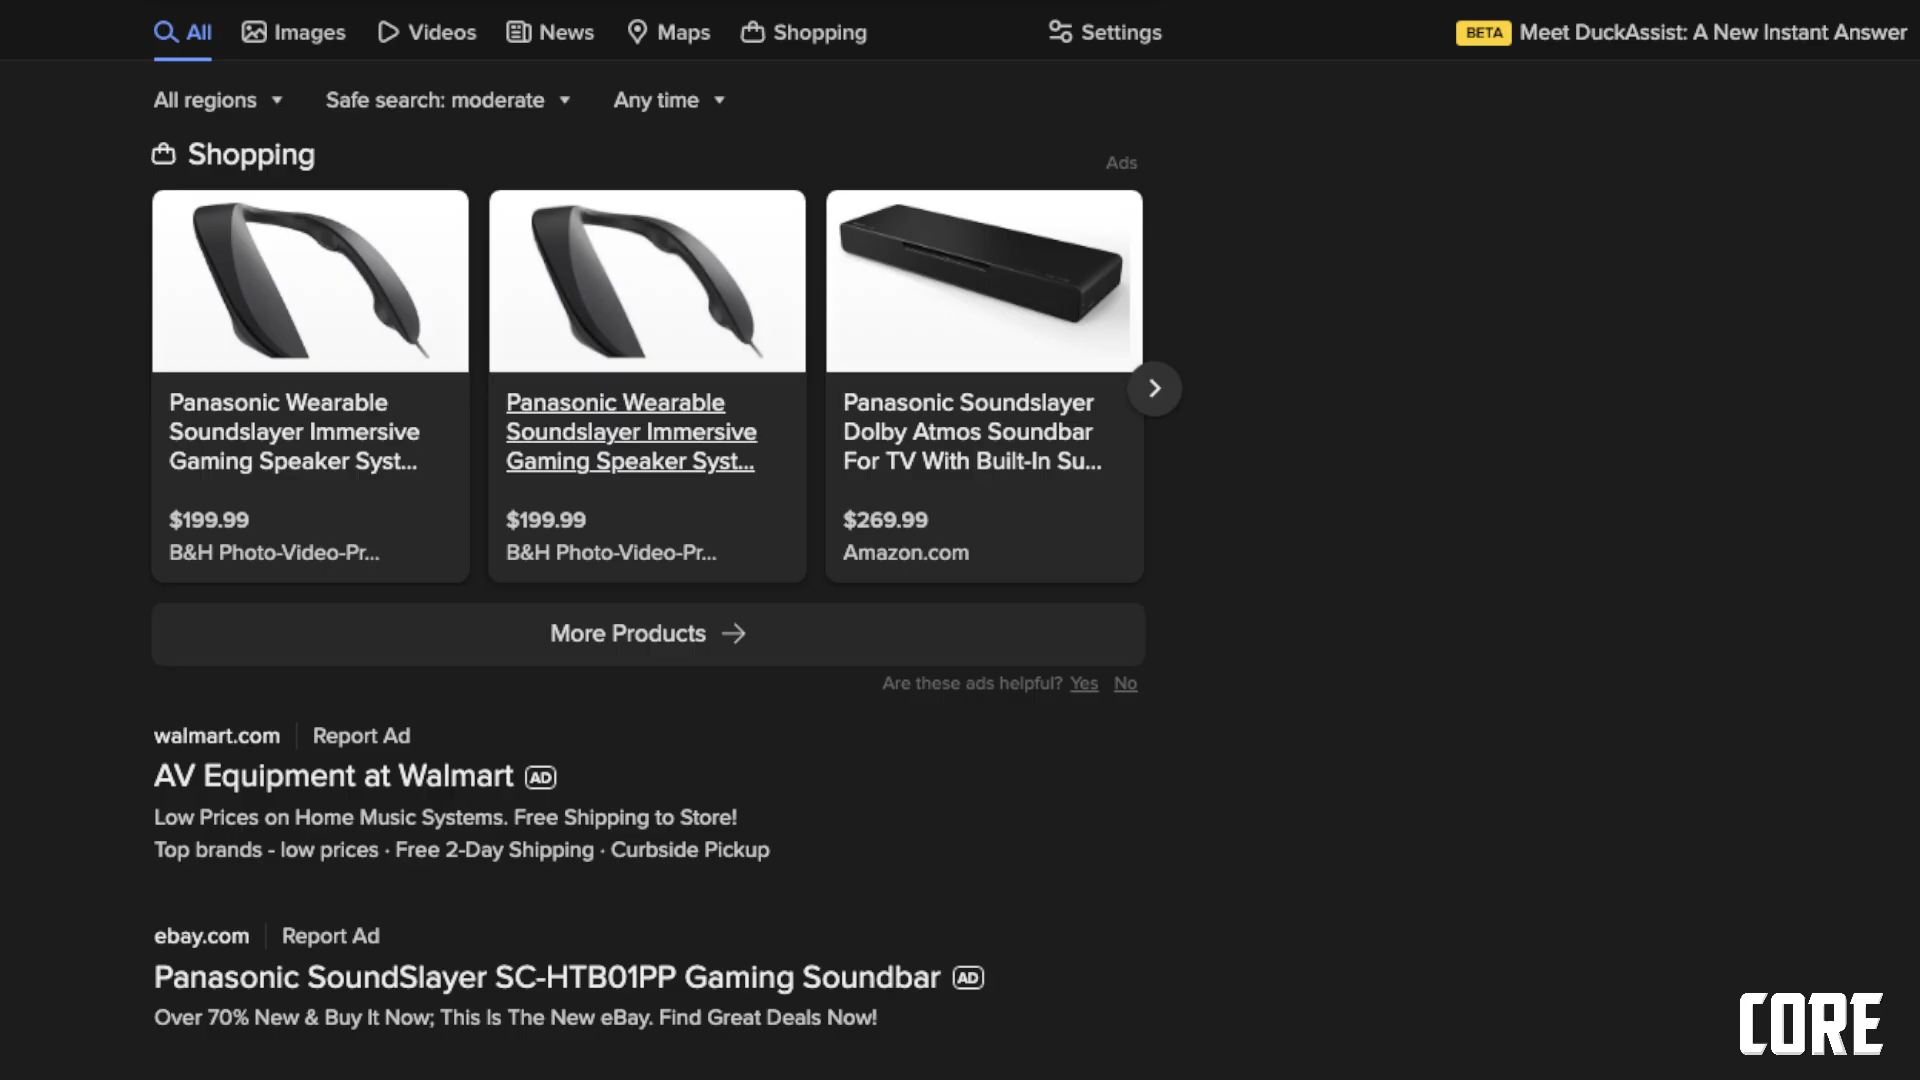 All Images Videos News Maps Shopping Settings BETA Meet DuckAssist: A New Instant Answer
All regions Safe search: moderate Any time
Shopping
Ads
Panasonic Wearable
Soundslayer Immersive
Gaming Speaker Syst...
$199.99
B&H Photo-Video-Pr...
Panasonic Wearable
Soundslayer Immersive
Gaming Speaker Syst...
$199.99
B&H Photo-Video-Pr...
Panasonic Soundslayer
Dolby Atmos Soundbar
For TV With Built-In Su...
$269.99
Amazon.com
More Products
Are these ads helpful? Yes No
walmart.com Report Ad
AV Equipment at Walmart AD
Low Prices on Home Music Systems. Free Shipping to Store!
Top brands - low prices · Free 2-Day Shipping · Curbside Pickup
ebay.com Report Ad
Panasonic SoundSlayer SC-HTB01PP Gaming Soundbar AD
Over 70% New & Buy It Now; This Is The New eBay. Find Great Deals Now!
CORE